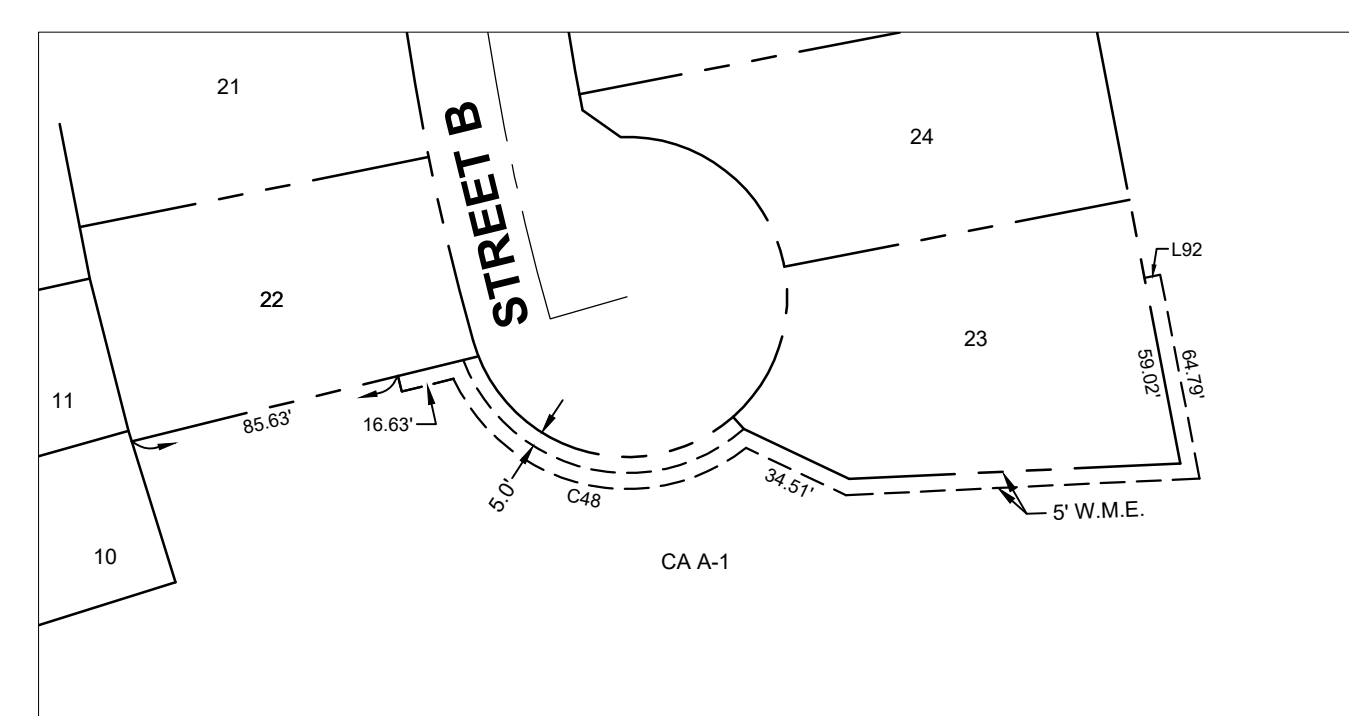 21
24
STREET B
L92
22
23
59.02'
64.79'
11
85.63'
16.63'
34.51'
5.0'
C48
5' W.M.E.
10
CA A-1